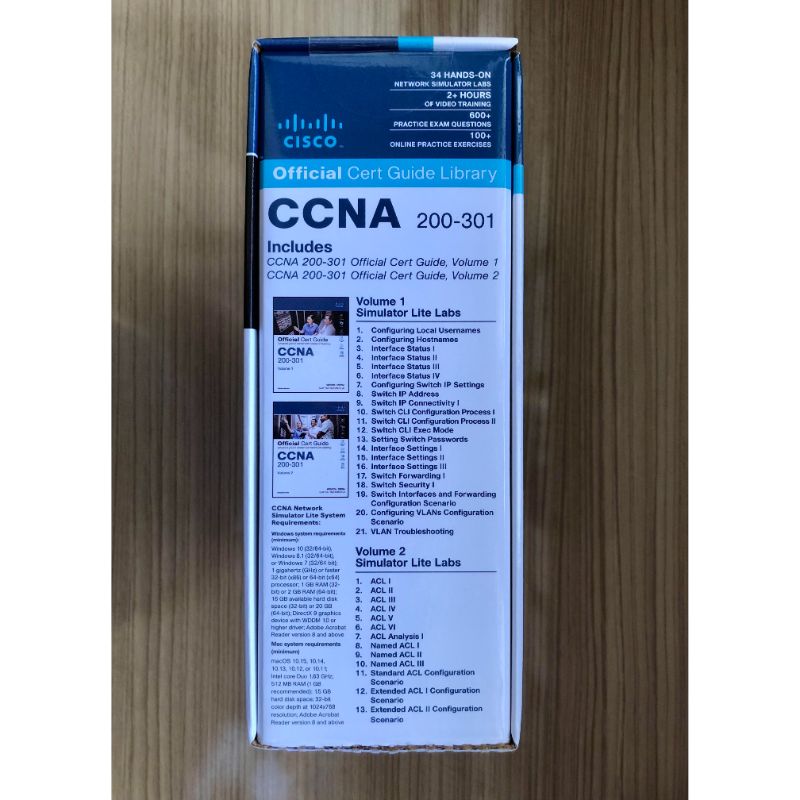 34 HANDS-ON
NETWORK SIMULATOR LABS
2+ HOURS
OF VIDEO TRAINING
600+
PRACTICE EXAM QUESTIONS
100+
ONLINE PRACTICE EXERCISES
CISCO
Official Cert Guide Library
CCNA 200-301
Includes
CCNA 200-301 Official Cert Guide, Volume 1
CCNA 200-301 Official Cert Guide, Volume 2
Official Cert Guide
CCNA
200-301
Volume 1
Official Cert Guide
CCNA
200-301
Volume 2
CCNA Network
Simulator Lite System
Requirements:
Windows system requirements
(minimum):
Windows 10 (32/64-bit),
Windows 8.1 (32/64-bit),
or Windows 7 (32/64 bit);
1 gigahertz (GHz) or faster
32-bit (x86) or 64-bit (x64)
processor; 1 GB RAM (32-
bit) or 2 GB RAM (64-bit);
16 GB available hard disk
space (32-bit) or 20 GB
(64-bit); DirectX 9 graphics
device with WDDM 1.0 or
higher driver; Adobe Acrobat
Reader version 8 and above
Mac system requirements
(minimum)
macOS 10.15, 10.14,
10.13, 10.12, or 10.11;
Intel core Duo 1.83 GHz;
512 MB RAM (1 GB
recommended); 1.5 GB
hard disk space; 32-bit
color depth at 1024x768
resolution; Adobe Acrobat
Reader version 8 and above
Volume 1
Simulator Lite Labs
1. Configuring Local Usernames
2. Configuring Hostnames
3. Interface Status I
4. Interface Status II
5. Interface Status III
6. Interface Status IV
7. Configuring Switch IP Settings
8. Switch IP Address
9. Switch IP Connectivity I
10. Switch CLI Configuration Process I
11. Switch CLI Configuration Process II
12. Switch CLI Exec Mode
13. Setting Switch Passwords
14. Interface Settings I
15. Interface Settings II
16. Interface Settings III
17. Switch Forwarding I
18. Switch Security I
19. Switch Interfaces and Forwarding
Configuration Scenario
20. Configuring VLANs Configuration
Scenario
21. VLAN Troubleshooting
Volume 2
Simulator Lite Labs
1. ACL I
2. ACL II
3. ACL III
4. ACL IV
5. ACL V
6. ACL VI
7. ACL Analysis I
8. Named ACL I
9. Named ACL II
10. Named ACL III
11. Standard ACL Configuration
Scenario
12. Extended ACL I Configuration
Scenario
13. Extended ACL II Configuration
Scenario